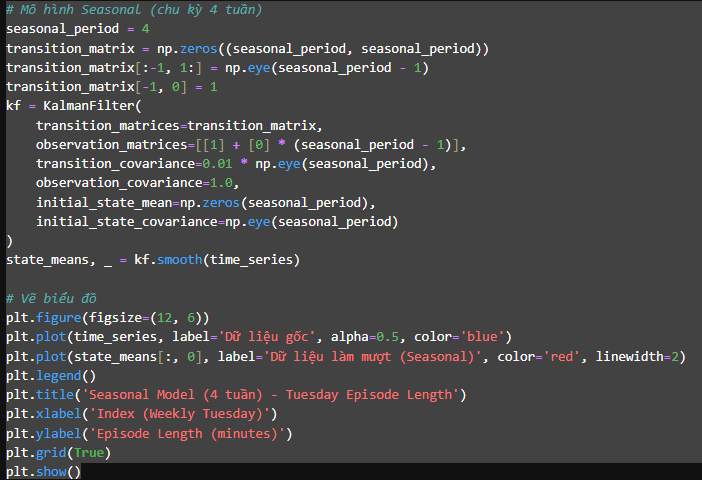 # Mô hình Seasonal (chu kỳ 4 tuần)
seasonal_period = 4
transition_matrix = np.zeros((seasonal_period, seasonal_period))
transition_matrix[:-1, 1:] = np.eye(seasonal_period - 1)
transition_matrix[-1, 0] = 1
kf = KalmanFilter(
    transition_matrices=transition_matrix,
    observation_matrices=[[1] + [0] * (seasonal_period - 1)],
    transition_covariance=0.01 * np.eye(seasonal_period),
    observation_covariance=1.0,
    initial_state_mean=np.zeros(seasonal_period),
    initial_state_covariance=np.eye(seasonal_period)
)
state_means, _ = kf.smooth(time_series)

# Vẽ biểu đồ
plt.figure(figsize=(12, 6))
plt.plot(time_series, label='Dữ liệu gốc', alpha=0.5, color='blue')
plt.plot(state_means[:, 0], label='Dữ liệu làm mượt (Seasonal)', color='red', linewidth=2)
plt.legend()
plt.title('Seasonal Model (4 tuần) - Tuesday Episode Length')
plt.xlabel('Index (Weekly Tuesday)')
plt.ylabel('Episode Length (minutes)')
plt.grid(True)
plt.show()